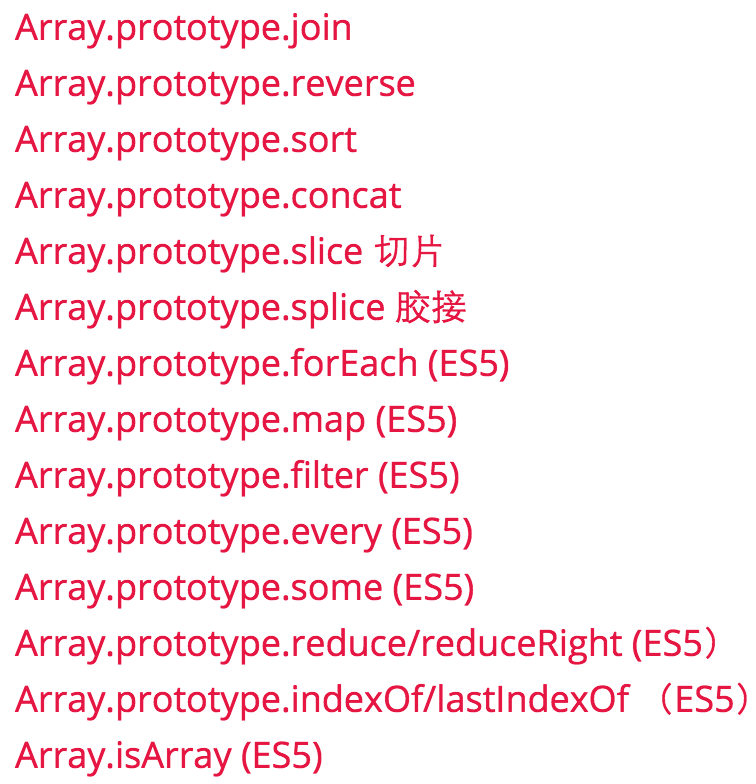 Array.prototype.join
Array.prototype.reverse
Array.prototype.sort
Array.prototype.concat
Array.prototype.slice 切片
Array.prototype.splice 胶接
Array.prototype.forEach (ES5)
Array.prototype.map (ES5)
Array.prototype.filter (ES5)
Array.prototype.every (ES5)
Array.prototype.some (ES5)
Array.prototype.reduce/reduceRight (ES5）
Array.prototype.indexOf/lastIndexOf （ES5）
Array.isArray (ES5)